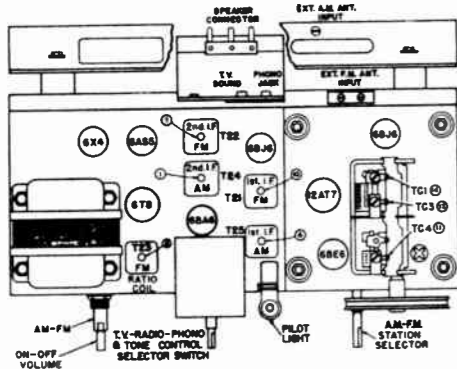 SPEAKER
CONNECTOR
EXT. A.M. ANT.
INPUT
T.V.
SOUND
PHONO
JACK
EXT. F.M. ANT.
INPUT
6X4
6AS5
2nd. I.F
FM
T22
6BJ6
6BJ6
2nd. I.F
AM
T24
T21
1st. I.F
FM
12AT7
TC1
TC3
TC4
6T8
6BA6
T25
1st. I.F
AM
6BE6
T23
FM
RATIO
COIL
AM-FM
ON-OFF
VOLUME
T.V.-RADIO-PHONO
& TONE CONTROL
SELECTOR SWITCH
PILOT
LIGHT
A.M.-F.M.
STATION
SELECTOR